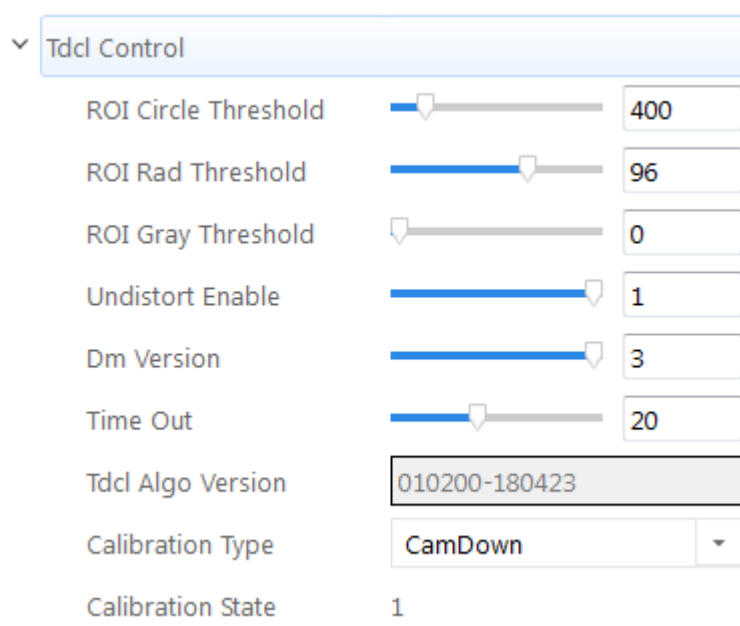 Tdcl Control
ROI Circle Threshold 400
ROI Rad Threshold 96
ROI Gray Threshold 0
Undistort Enable 1
Dm Version 3
Time Out 20
Tdcl Algo Version 010200-180423
Calibration Type CamDown
Calibration State 1